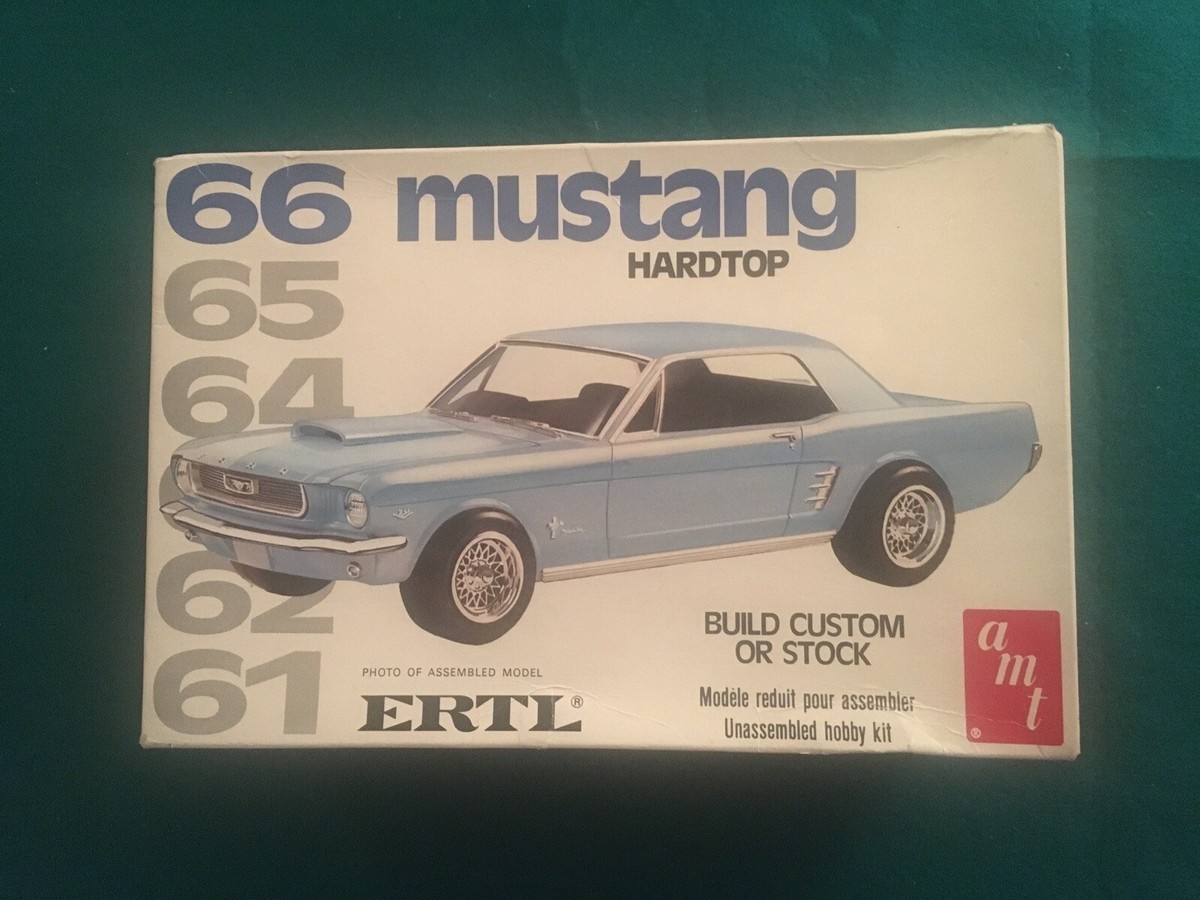 66 mustang
HARDTOP
65
64
6
62
61
PHOTO OF ASSEMBLED MODEL
ERTL®
BUILD CUSTOM
OR STOCK
Modèle reduit pour assembler
Unassembled hobby kit
amt
®